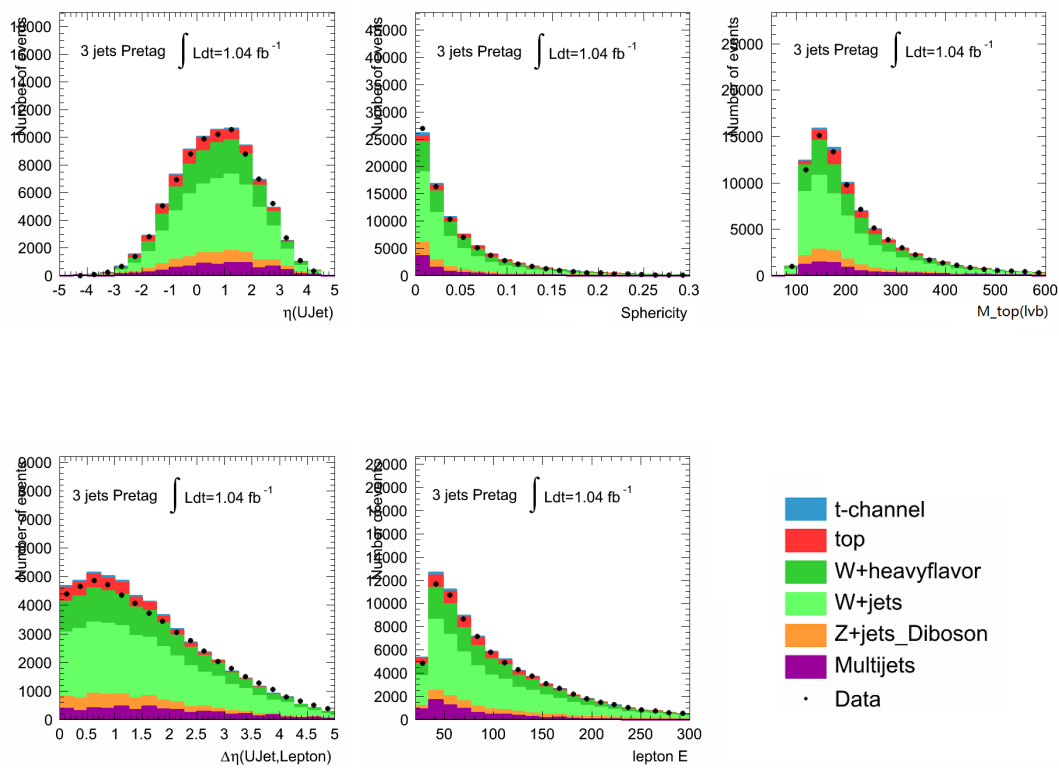 Number of events
18000
16000
14000
12000
10000
8000
6000
4000
2000
0
3 jets Pretag ∫ Ldt=1.04 fb⁻¹
-5 -4 -3 -2 -1 0 1 2 3 4 5
η(UJet)
Number of events
45000
40000
35000
30000
25000
20000
15000
10000
5000
0
3 jets Pretag ∫ Ldt=1.04 fb⁻¹
0 0.05 0.1 0.15 0.2 0.25 0.3
Sphericity
Number of events
25000
20000
15000
10000
5000
0
3 jets Pretag ∫ Ldt=1.04 fb⁻¹
100 200 300 400 500 600
M_top(lvb)
Number of events
9000
8000
7000
6000
5000
4000
3000
2000
1000
0
3 jets Pretag ∫ Ldt=1.04 fb⁻¹
0 0.5 1 1.5 2 2.5 3 3.5 4 4.5 5
Δη(UJet,Lepton)
Number of events
22000
20000
18000
16000
14000
12000
10000
8000
6000
4000
2000
0
3 jets Pretag ∫ Ldt=1.04 fb⁻¹
50 100 150 200 250 300
lepton E
t-channel
top
W+heavyflavor
W+jets
Z+jets_Diboson
Multijets
Data